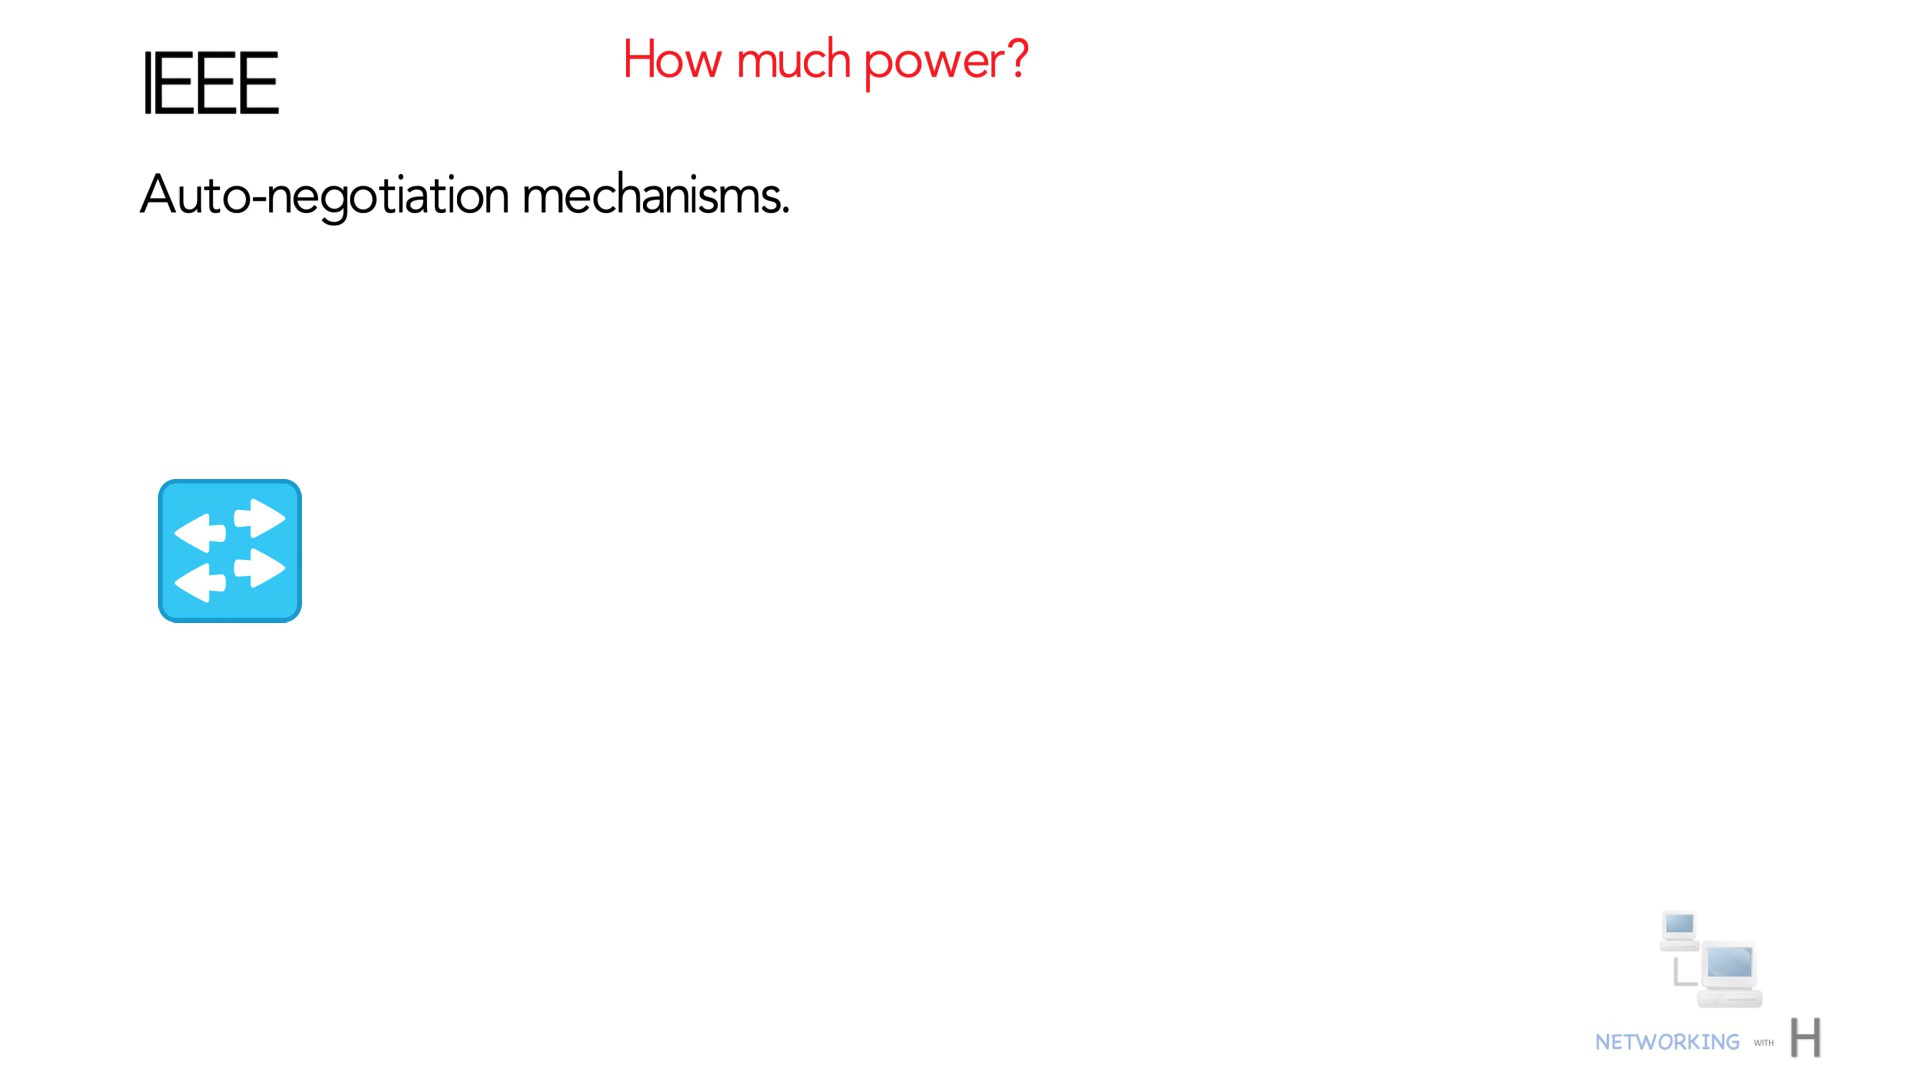 How much power?
IEEE
Auto-negotiation mechanisms.
NETWORKING WITH H